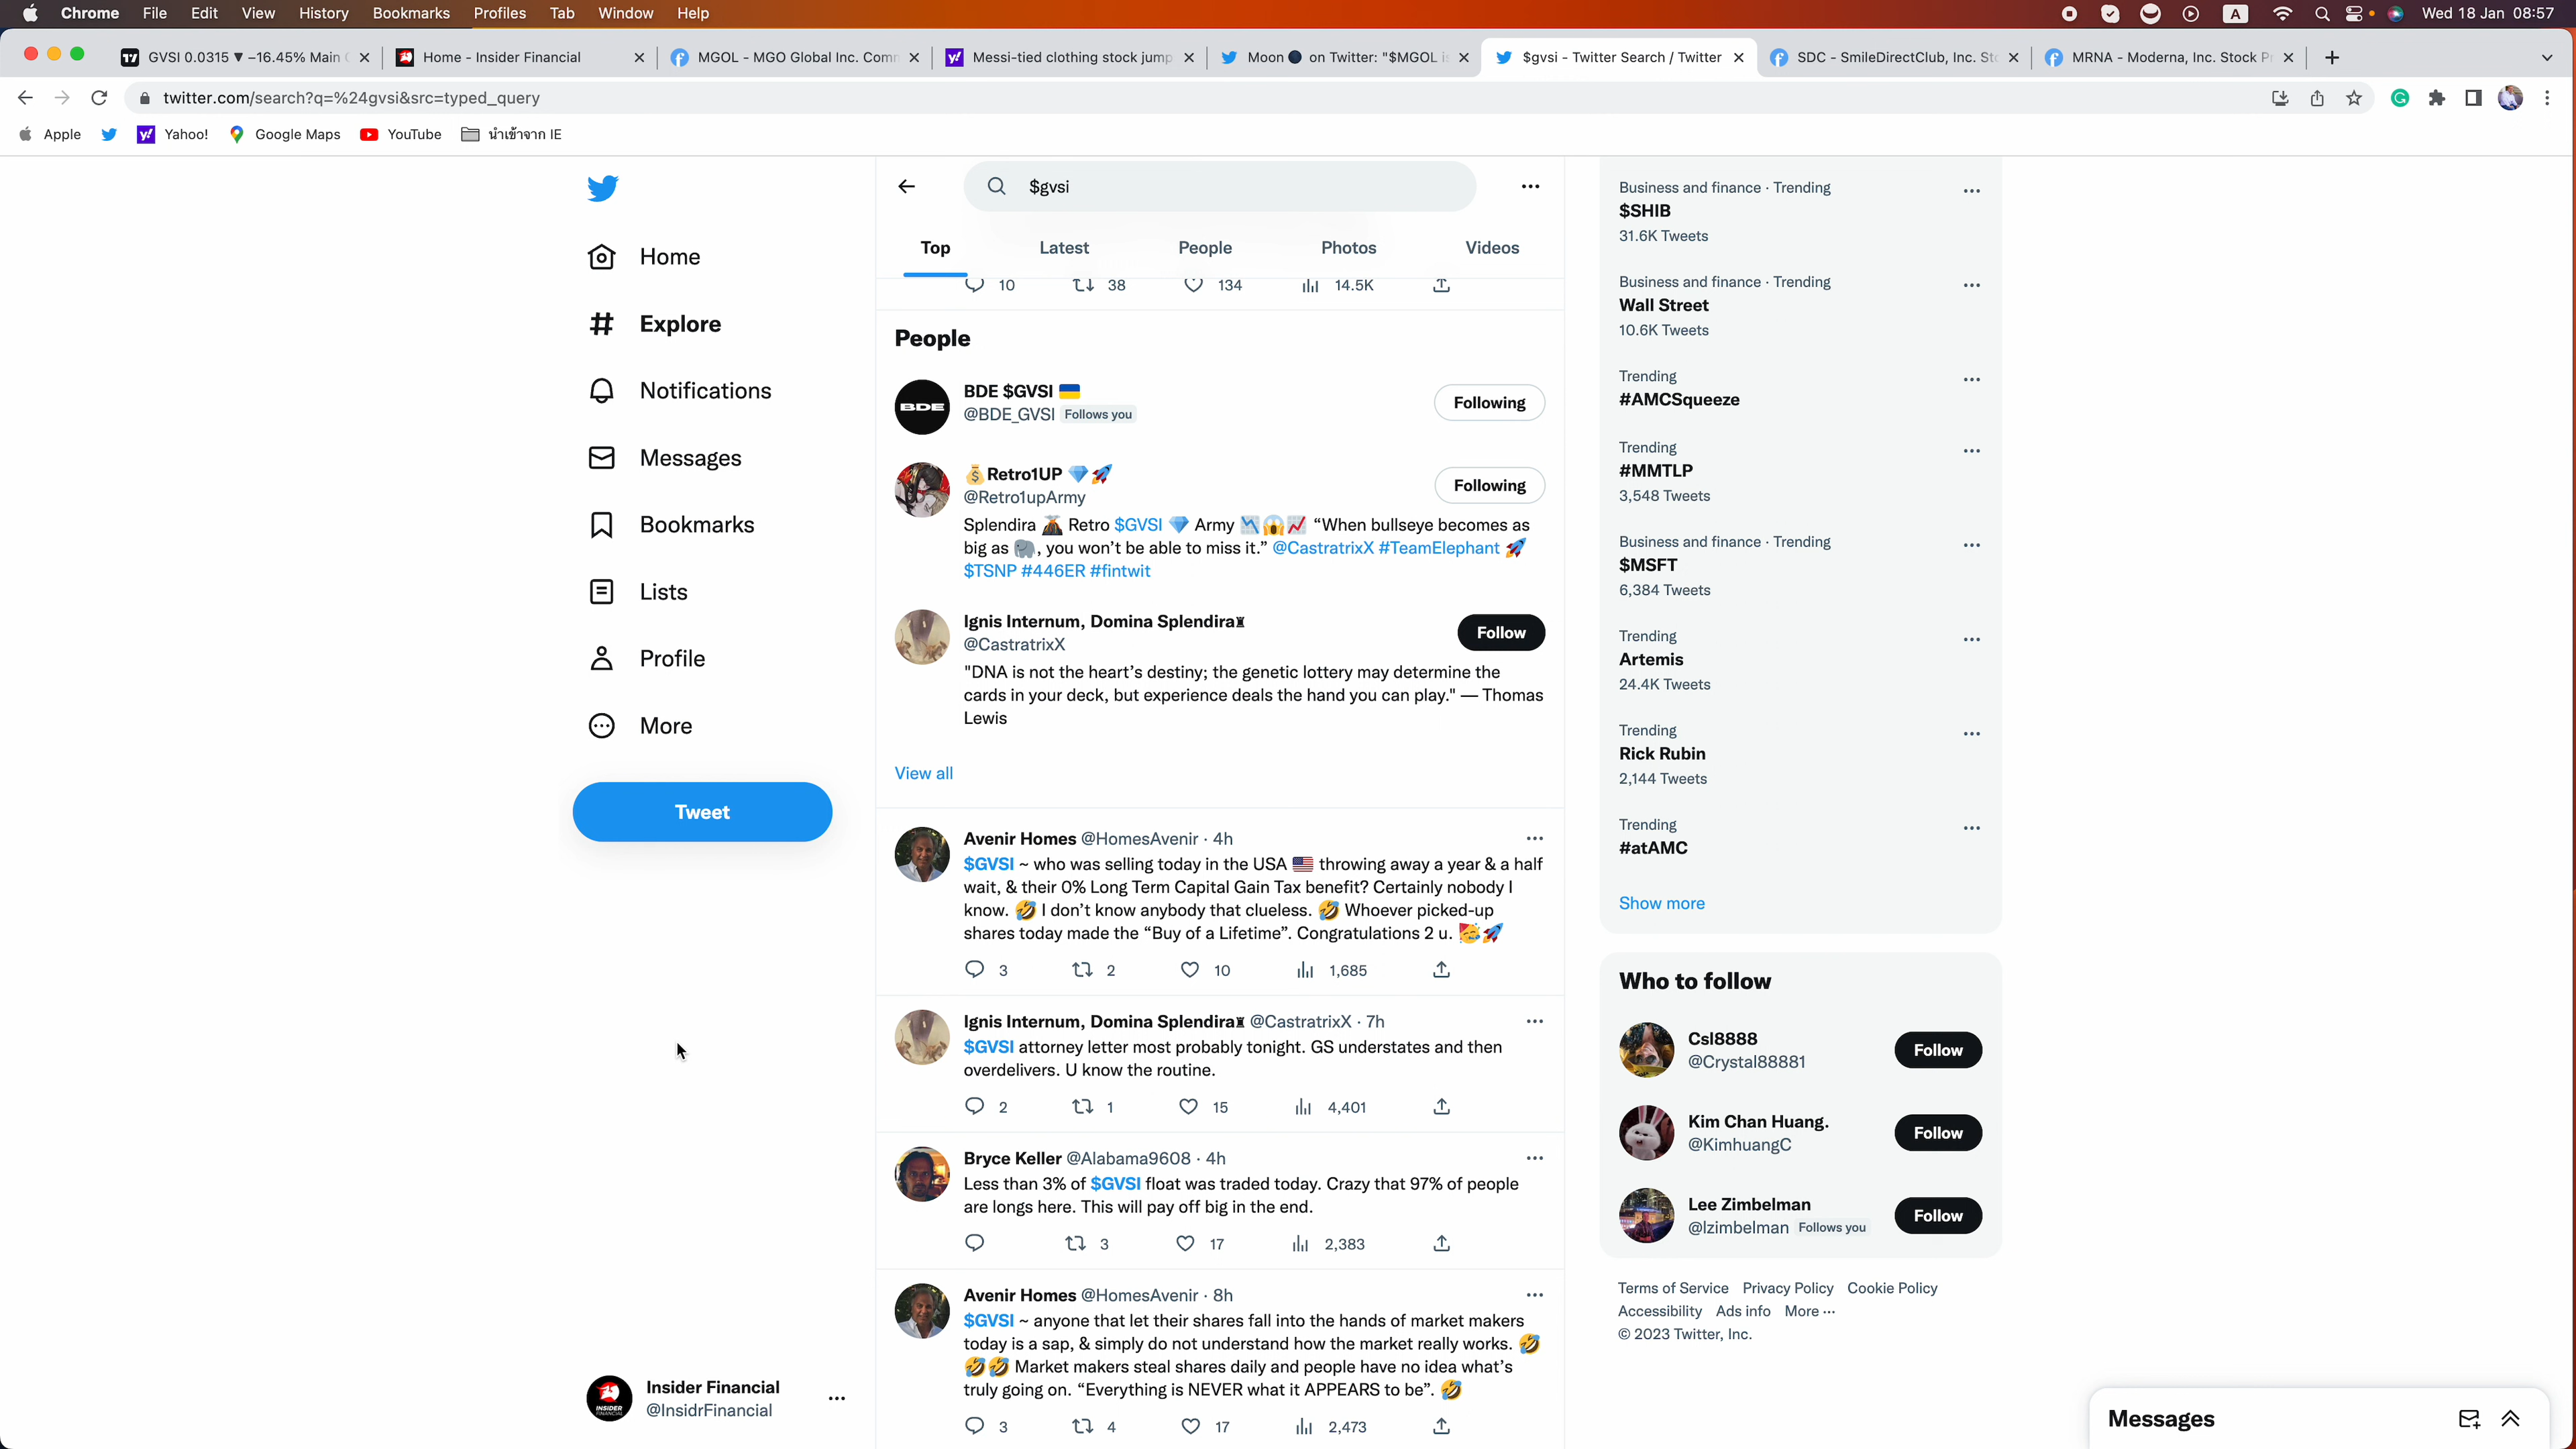 Chrome File Edit View History Bookmarks Profiles Tab Window Help
A Wed 18 Jan 08:57
GVSI 0.0315 ▼ −16.45% Main
Home - Insider Financial
MGOL - MGO Global Inc. Comm
Messi-tied clothing stock jump
Moon 🌑 on Twitter: "$MGOL is
$gvsi - Twitter Search / Twitter
SDC - SmileDirectClub, Inc. Sto
MRNA - Moderna, Inc. Stock Pr
twitter.com/search?q=%24gvsi&src=typed_query
Apple Yahoo! Google Maps YouTube นำเข้าจาก IE
Home
Explore
Notifications
Messages
Bookmarks
Lists
Profile
More
Tweet
Insider Financial
@InsidrFinancial
$gvsi
Top Latest People Photos Videos
10 38 134 14.5K
People
BDE $GVSI 🇺🇦
@BDE_GVSI Follows you
Following
💰Retro1UP 💎🚀
@Retro1upArmy
Following
Splendira 🌋 Retro $GVSI 💎 Army 📉😱📈 “When bullseye becomes as
big as 🐘, you won’t be able to miss it.” @CastratrixX #TeamElephant 🚀
$TSNP #446ER #fintwit
Ignis Internum, Domina Splendira♜
@CastratrixX
Follow
"DNA is not the heart’s destiny; the genetic lottery may determine the
cards in your deck, but experience deals the hand you can play." — Thomas
Lewis
View all
Avenir Homes @HomesAvenir · 4h
$GVSI ~ who was selling today in the USA 🇺🇸 throwing away a year & a half
wait, & their 0% Long Term Capital Gain Tax benefit? Certainly nobody I
know. 🤣 I don’t know anybody that clueless. 🤣 Whoever picked-up
shares today made the “Buy of a Lifetime”. Congratulations 2 u. 🥳🚀
3 2 10 1,685
Ignis Internum, Domina Splendira♜ @CastratrixX · 7h
$GVSI attorney letter most probably tonight. GS understates and then
overdelivers. U know the routine.
2 1 15 4,401
Bryce Keller @Alabama9608 · 4h
Less than 3% of $GVSI float was traded today. Crazy that 97% of people
are longs here. This will pay off big in the end.
3 17 2,383
Avenir Homes @HomesAvenir · 8h
$GVSI ~ anyone that let their shares fall into the hands of market makers
today is a sap, & simply do not understand how the market really works. 🤣
🤣🤣 Market makers steal shares daily and people have no idea what’s
truly going on. “Everything is NEVER what it APPEARS to be”. 🤣
3 4 17 2,473
Business and finance · Trending
$SHIB
31.6K Tweets
Business and finance · Trending
Wall Street
10.6K Tweets
Trending
#AMCSqueeze
Trending
#MMTLP
3,548 Tweets
Business and finance · Trending
$MSFT
6,384 Tweets
Trending
Artemis
24.4K Tweets
Trending
Rick Rubin
2,144 Tweets
Trending
#atAMC
Show more
Who to follow
Csl8888
@Crystal88881
Follow
Kim Chan Huang.
@KimhuangC
Follow
Lee Zimbelman
@lzimbelman Follows you
Follow
Terms of Service Privacy Policy Cookie Policy
Accessibility Ads info More ···
© 2023 Twitter, Inc.
Messages